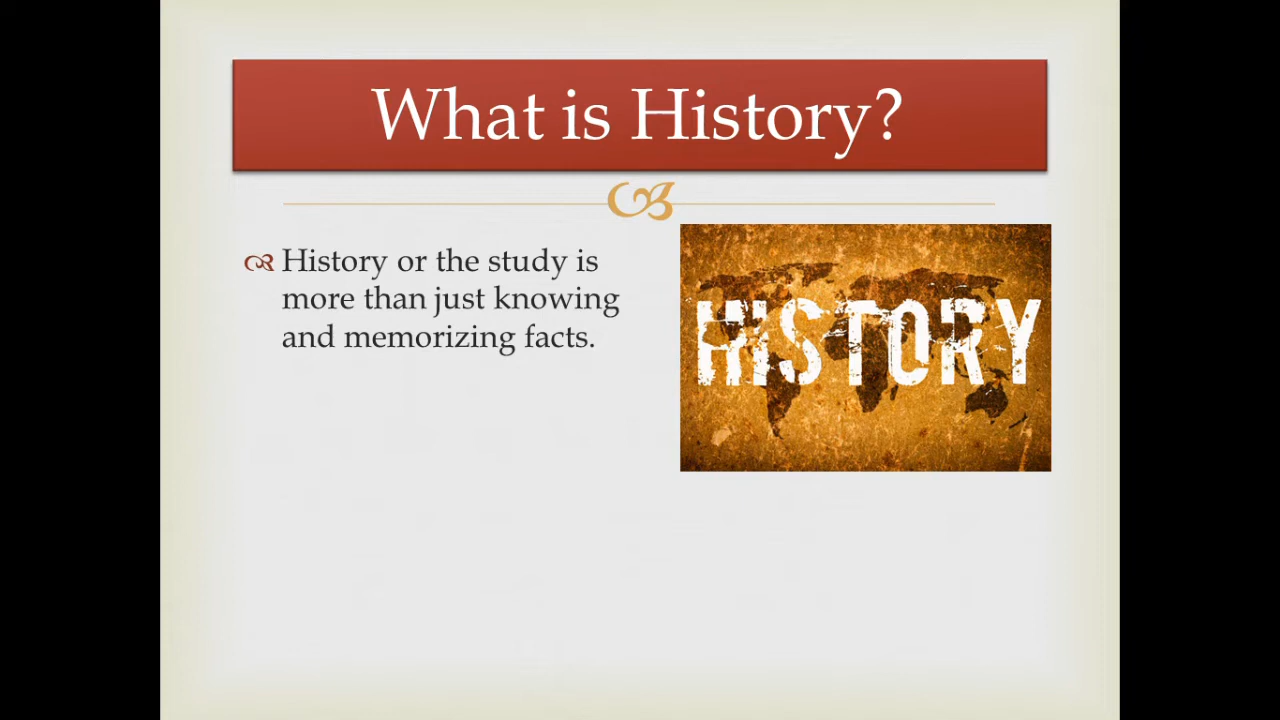 What is History?
History or the study is
more than just knowing
and memorizing facts.
HISTORY